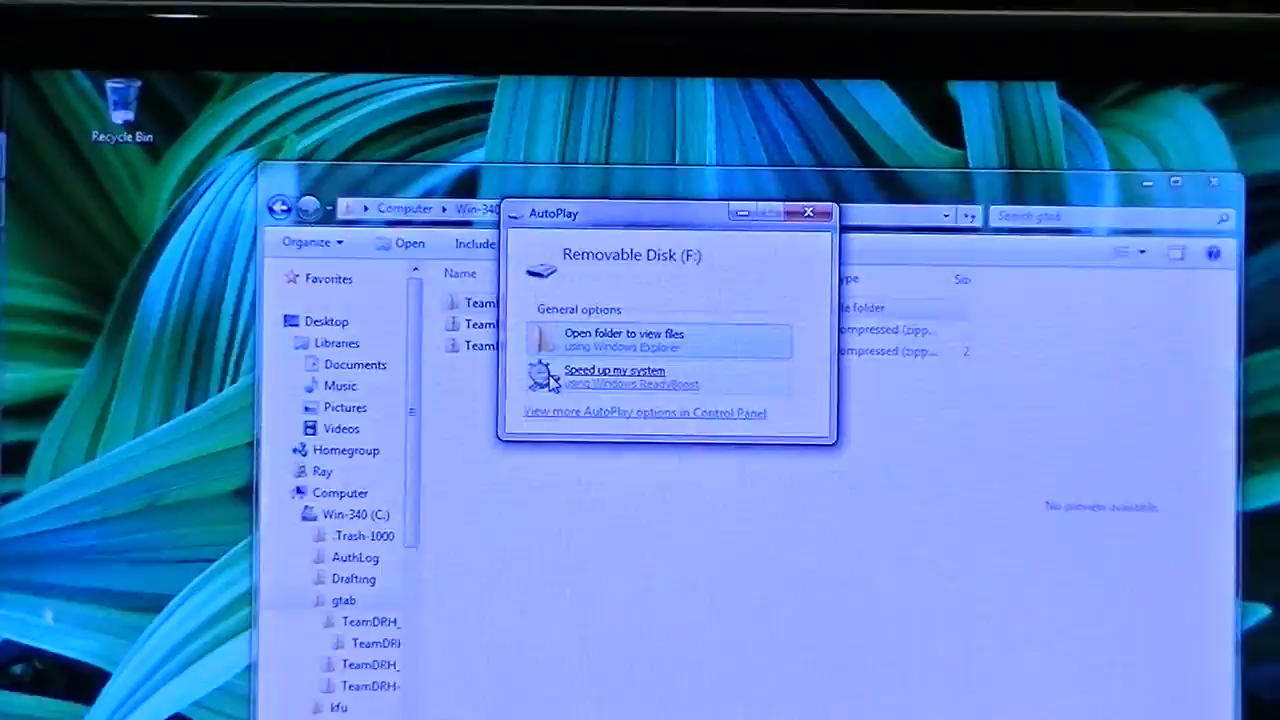 Recycle Bin
Computer
Win-340
AutoPlay
Search gtab
Organize
Open
Include
Removable Disk (F:)
Name
Favorites
General options
Team
Open folder to view files
using Windows Explorer
Team
Team
Speed up my system
using Windows ReadyBoost
View more AutoPlay options in Control Panel
ype
Siz
le folder
ompressed (zipp...
ompressed (zipp...
2
Desktop
Libraries
Documents
Music
Pictures
Videos
Homegroup
Ray
Computer
Win-340 (C:)
.Trash-1000
AuthLog
Drafting
gtab
TeamDRH_
TeamDRH
TeamDRH_
TeamDRH-
kfu
No preview available.